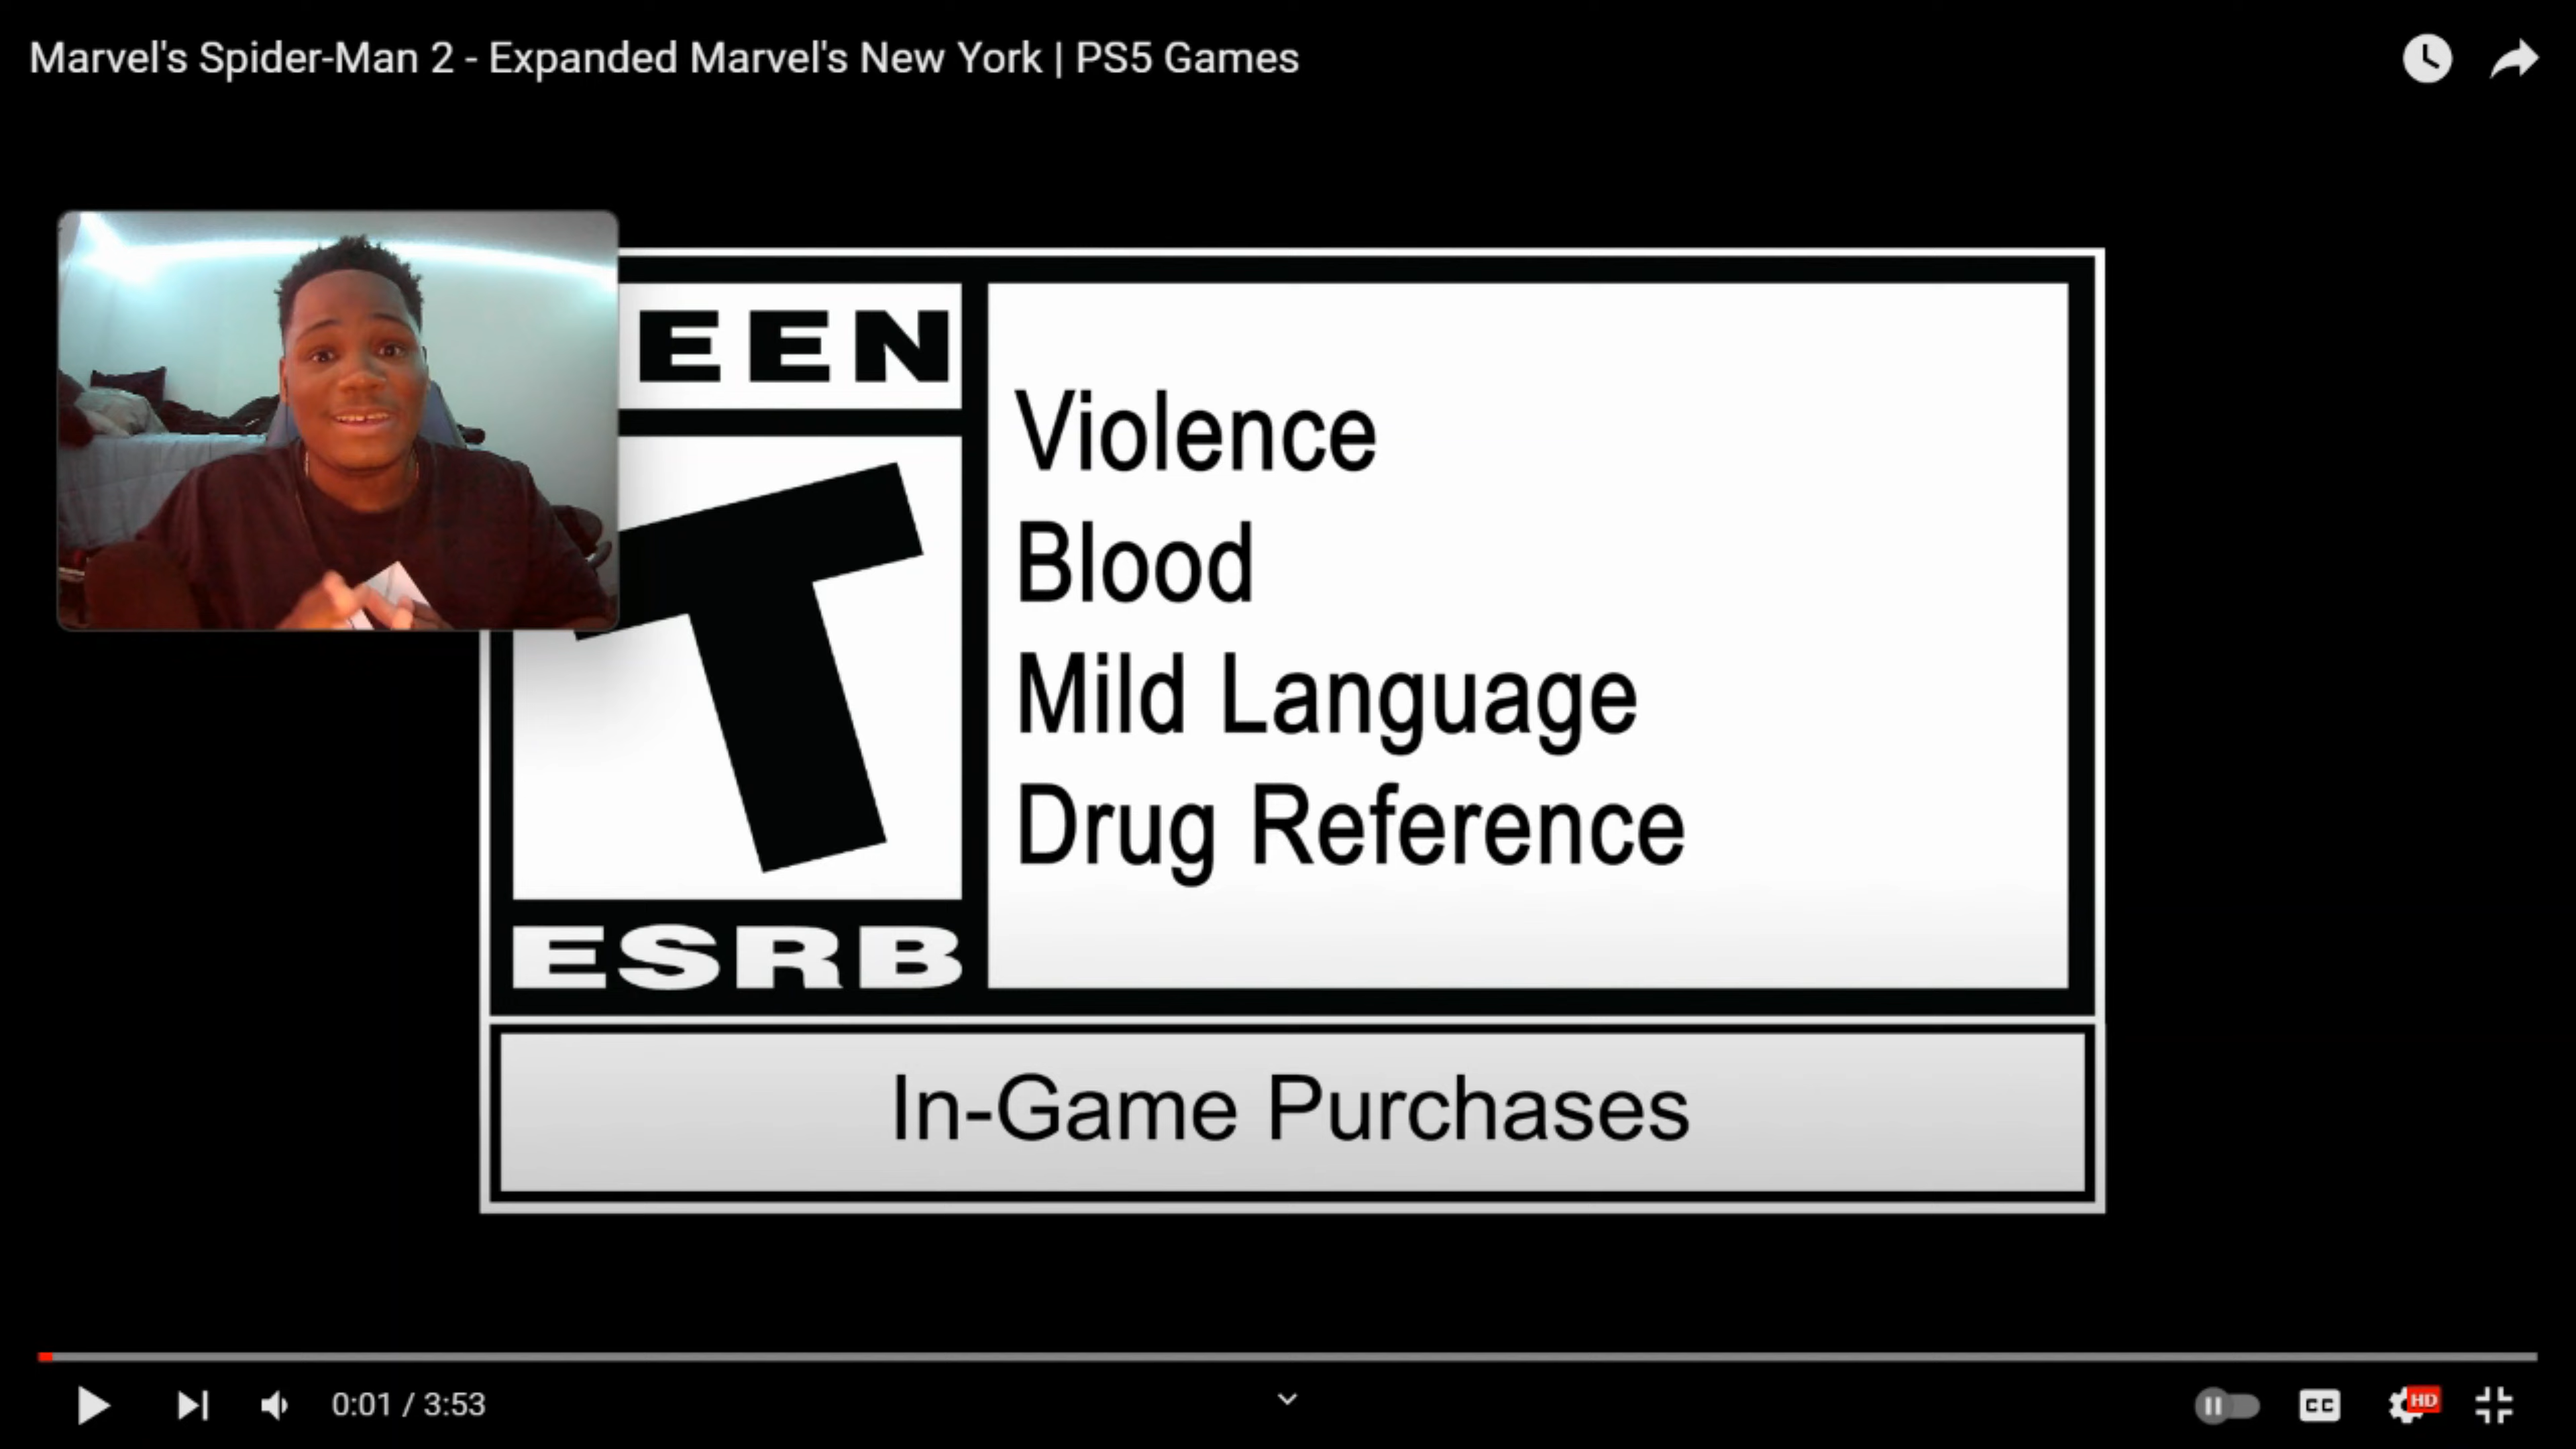 Marvel's Spider-Man 2 - Expanded Marvel's New York | PS5 Games
EEN
T
ESRB
Violence
Blood
Mild Language
Drug Reference
In-Game Purchases
0:01 / 3:53
CC
HD